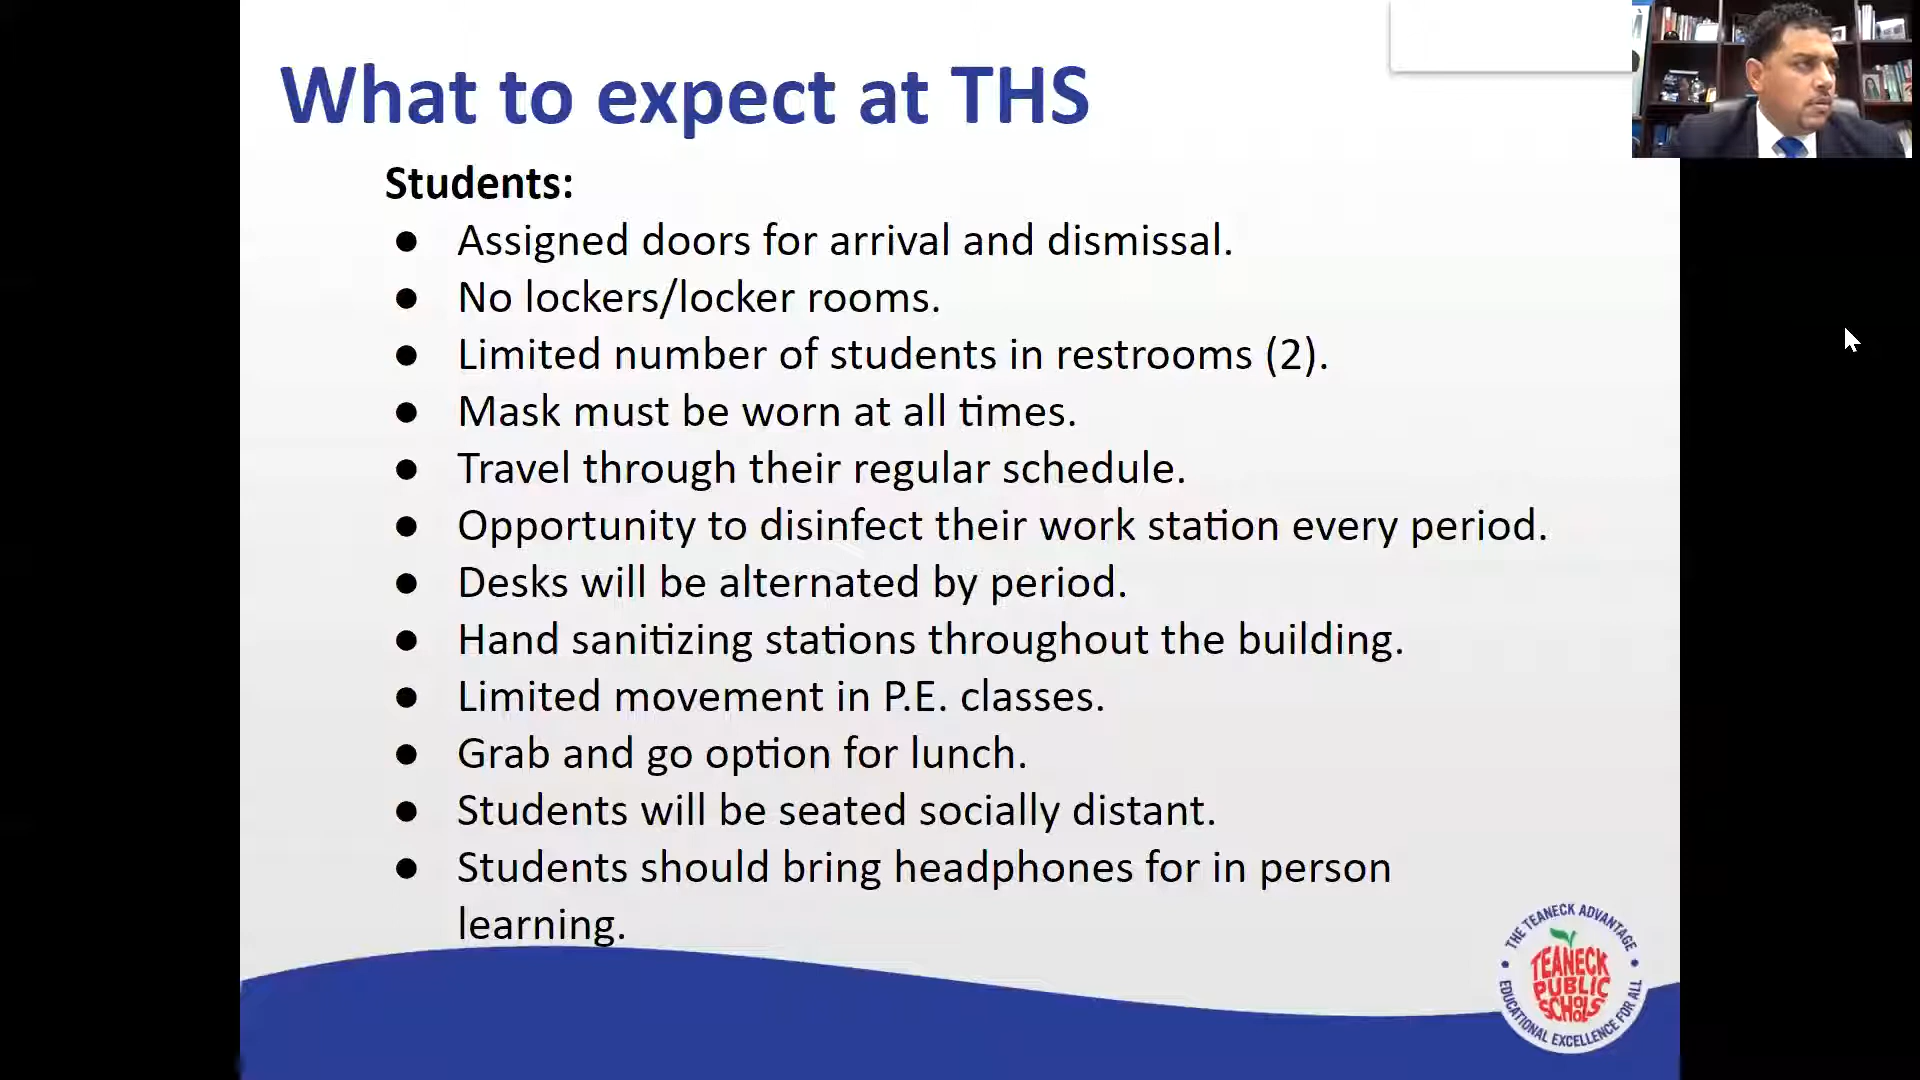 What to expect at THS
Students:
● Assigned doors for arrival and dismissal.
● No lockers/locker rooms.
● Limited number of students in restrooms (2).
● Mask must be worn at all times.
● Travel through their regular schedule.
● Opportunity to disinfect their work station every period.
● Desks will be alternated by period.
● Hand sanitizing stations throughout the building.
● Limited movement in P.E. classes.
● Grab and go option for lunch.
● Students will be seated socially distant.
● Students should bring headphones for in person
learning.
THE TEANECK ADVANTAGE
TEANECK
PUBLIC
SCHOOLS
EDUCATIONAL EXCELLENCE FOR ALL